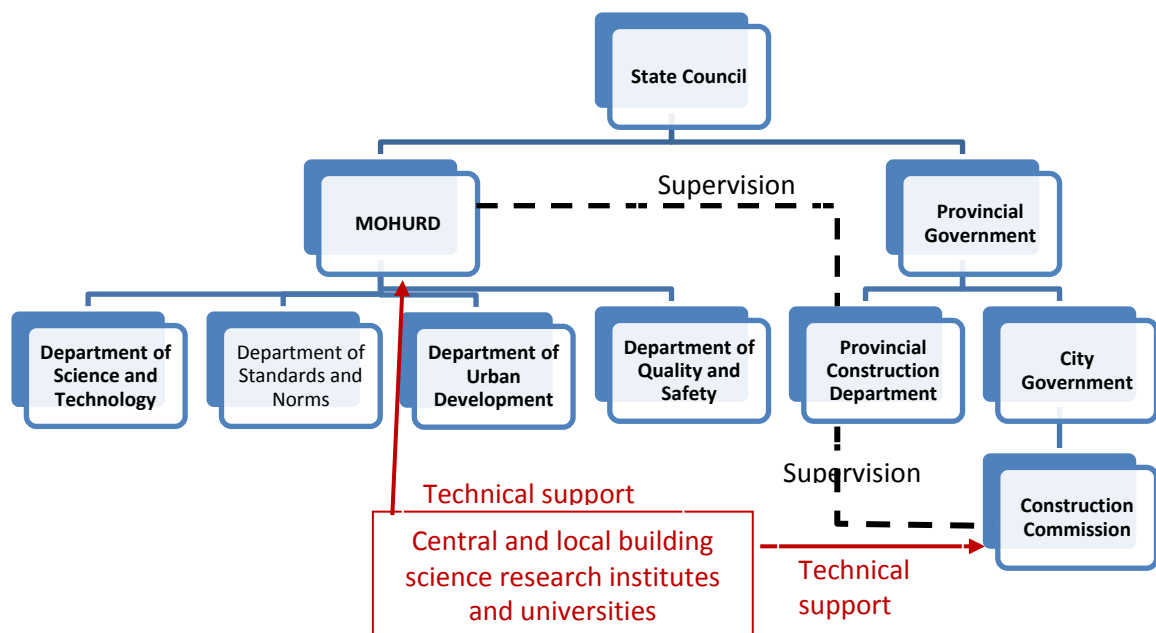 State Council
MOHURD
Supervision
Provincial
Government
Department of
Science and
Technology
Department of
Standards and
Norms
Department of
Urban
Development
Department of
Quality and
Safety
Provincial
Construction
Department
City
Government
Supervision
Construction
Commission
Technical support
Central and local building
science research institutes
and universities
Technical
support